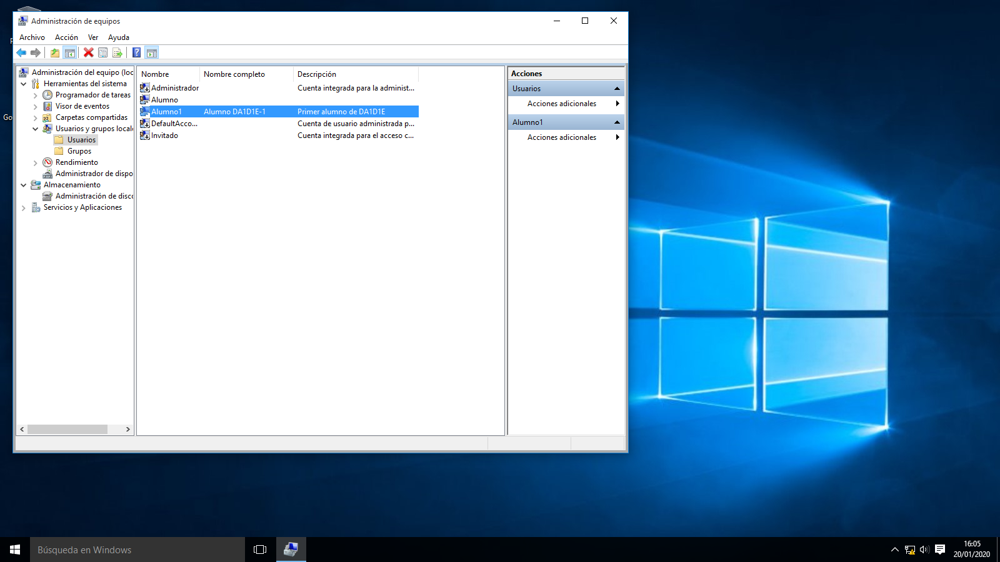 Administración de equipos
Archivo Acción Ver Ayuda
Administración del equipo (loc
Herramientas del sistema
Programador de tareas
Visor de eventos
Carpetas compartidas
Usuarios y grupos locale
Usuarios
Grupos
Rendimiento
Administrador de dispo
Almacenamiento
Administración de disco
Servicios y Aplicaciones
Nombre Nombre completo Descripción
Administrador Cuenta integrada para la administ...
Alumno
Alumno1 Alumno DA1D1E-1 Primer alumno de DA1D1E
DefaultAcco... Cuenta de usuario administrada p...
Invitado Cuenta integrada para el acceso c...
Acciones
Usuarios
Acciones adicionales
Alumno1
Acciones adicionales
Go
Búsqueda en Windows
16:05
20/01/2020